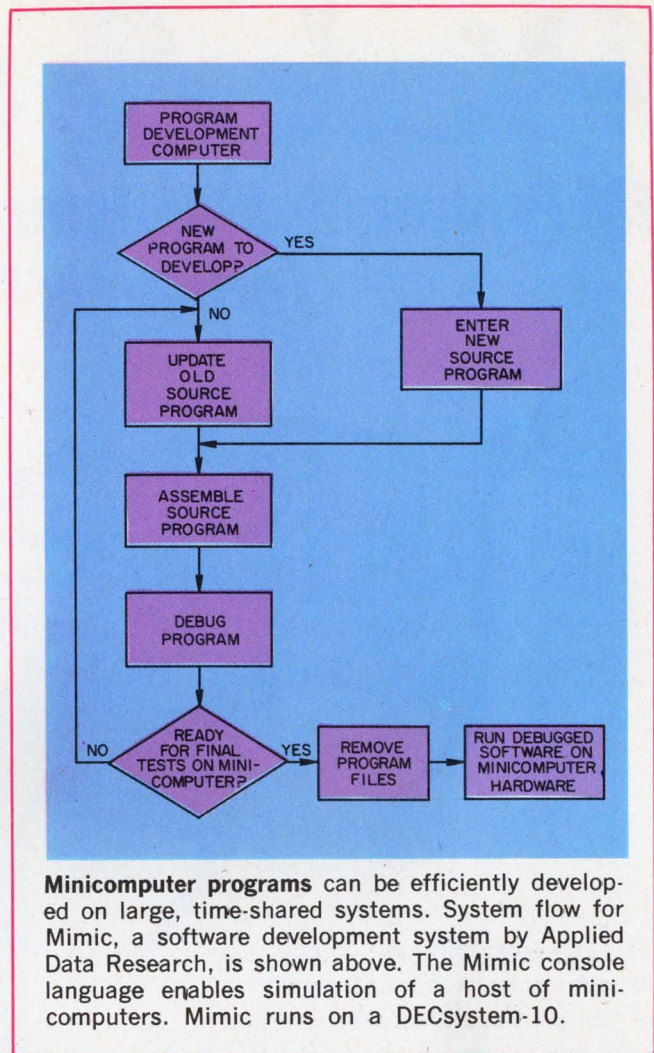 PROGRAM
DEVELOPMENT
COMPUTER
NEW
PROGRAM TO
DEVELOP?
YES
NO
ENTER
NEW
SOURCE
PROGRAM
UPDATE
OLD
SOURCE
PROGRAM
ASSEMBLE
SOURCE
PROGRAM
DEBUG
PROGRAM
NO
READY
FOR FINAL
TESTS ON MINI-
COMPUTER?
YES
REMOVE
PROGRAM
FILES
RUN DEBUGGED
SOFTWARE ON
MINICOMPUTER
HARDWARE
Minicomputer programs can be efficiently develop-
ed on large, time-shared systems. System flow for
Mimic, a software development system by Applied
Data Research, is shown above. The Mimic console
language enables simulation of a host of mini-
computers. Mimic runs on a DECsystem-10.